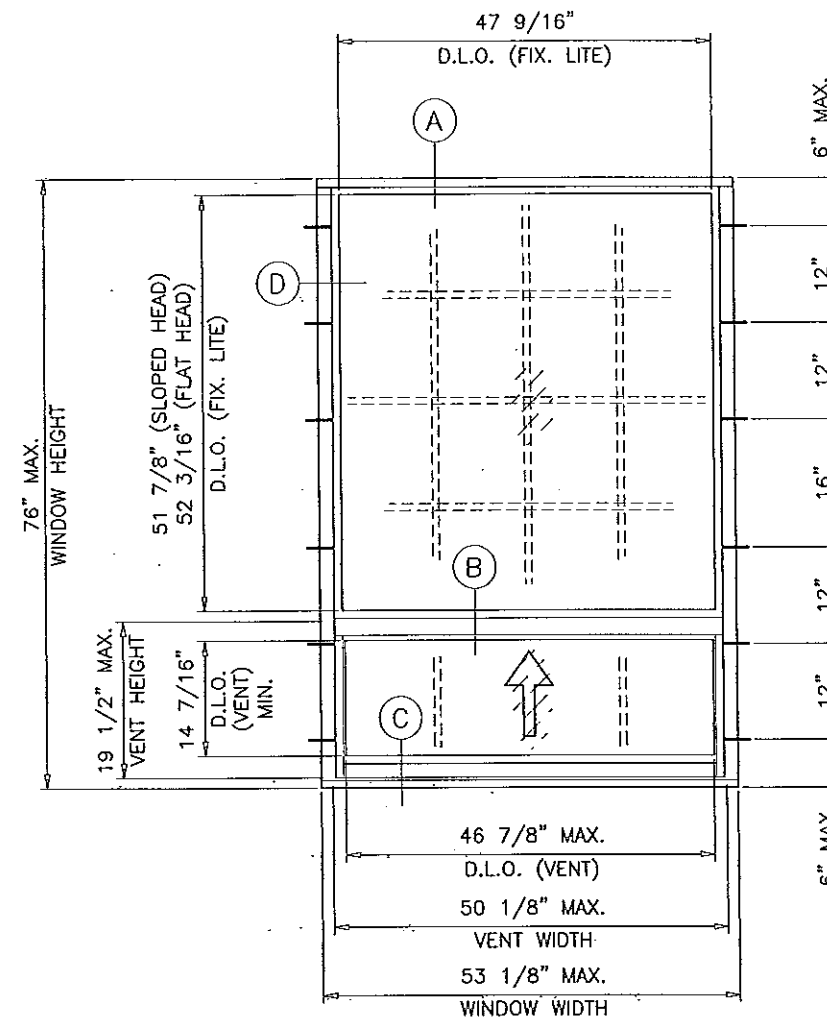 47 9/16"
D.L.O. (FIX. LITE)
A
6" MAX.
12"
D
51 7/8" (SLOPED HEAD)
52 3/16" (FLAT HEAD)
D.L.O. (FIX. LITE)
12"
76" MAX.
WINDOW HEIGHT
16"
B
12"
19 1/2" MAX.
VENT HEIGHT
14 7/16"
D.L.O.
(VENT)
MIN.
12"
C
46 7/8" MAX.
D.L.O. (VENT)
6" MAX
50 1/8" MAX.
VENT WIDTH
53 1/8" MAX.
WINDOW WIDTH